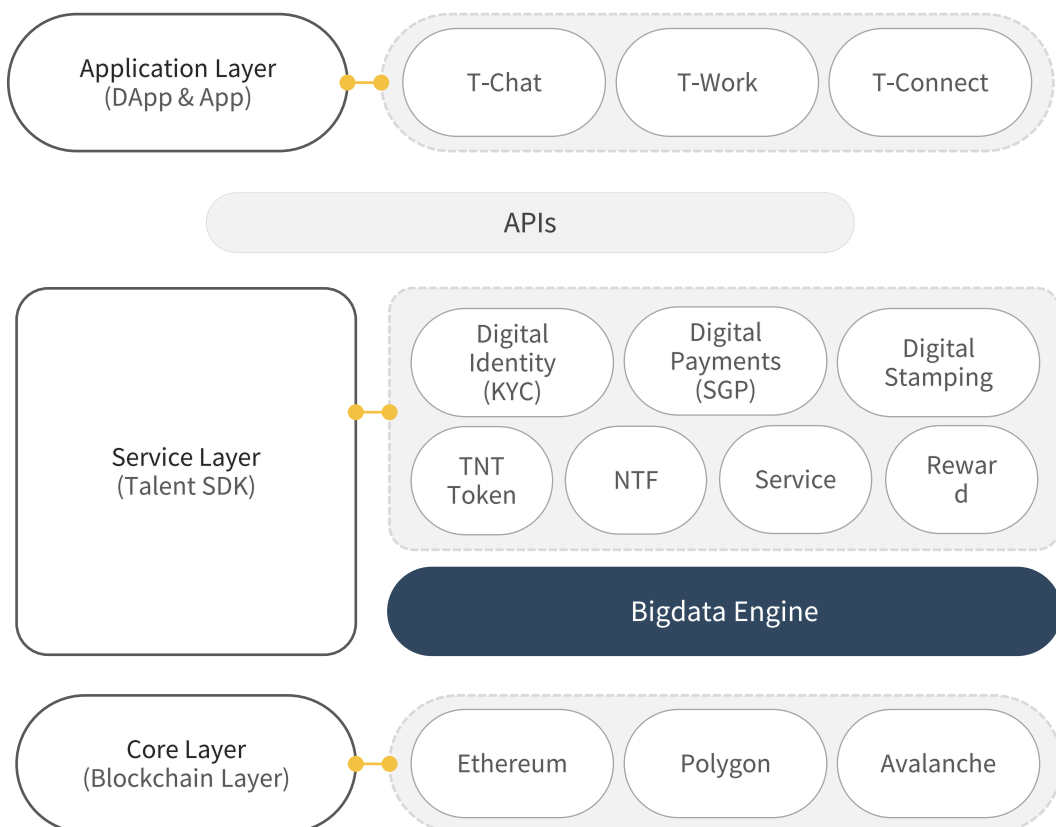 Application Layer
(DApp & App)
T-Chat
T-Work
T-Connect
APIs
Service Layer
(Talent SDK)
Digital
Identity
(KYC)
Digital
Payments
(SGP)
Digital
Stamping
TNT
Token
NTF
Service
Rewar
d
Bigdata Engine
Core Layer
(Blockchain Layer)
Ethereum
Polygon
Avalanche